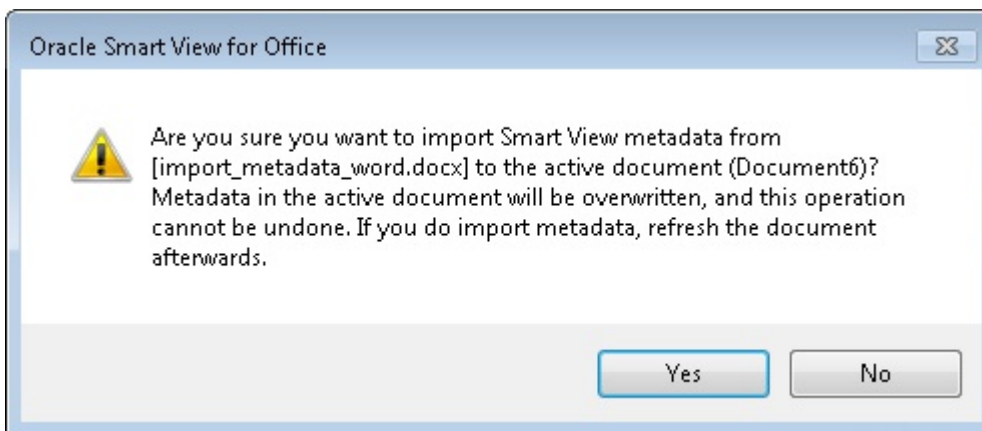 Oracle Smart View for Office
Are you sure you want to import Smart View metadata from
[import_metadata_word.docx] to the active document (Document6)?
Metadata in the active document will be overwritten, and this operation
cannot be undone. If you do import metadata, refresh the document
afterwards.
Yes
No